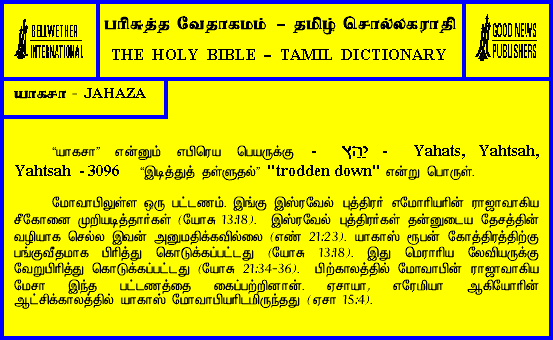 BELLWETHER
INTERNATIONAL
பரிசுத்த வேதாகமம் – தமிழ் சொல்லகராதி
THE HOLY BIBLE – TAMIL DICTIONARY
GOOD NEWS
PUBLISHERS
யாகசா - JAHAZA
“யாகசா” என்னும் எபிரெய பெயருக்கு - יהץ - Yahats, Yahtsah,
Yahtsah - 3096 “இடித்துத் தள்ளுதல்” "trodden down" என்று பொருள்.
மோவாபிலுள்ள ஒரு பட்டணம். இங்கு இஸ்ரவேல் புத்திரர் எமோரியரின் ராஜாவாகிய
சீகோனை முறியடித்தார்கள் (யோசு 13:18). இஸ்ரவேல் புத்திரர்கள் தன்னுடைய தேசத்தின்
வழியாக செல்ல இவன் அனுமதிக்கவில்லை (எண் 21:23). யாகாஸ் ரூபன் கோத்திரத்திற்கு
பங்குவீதமாக பிரித்து கொடுக்கப்பட்டது (யோசு 13:18). இது மெராரிய லேவியருக்கு
வேறுபிரித்து கொடுக்கப்பட்டது (யோசு 21:34-36). பிற்காலத்தில் மோவாபின் ராஜாவாகிய
மேசா இந்த பட்டணத்தை கைப்பற்றினான். ஏசாயா, எரேமியா ஆகியோரின்
ஆட்சிக்காலத்தில் யாகாஸ் மோவாபியரிடமிருந்தது (ஏசா 15:4).